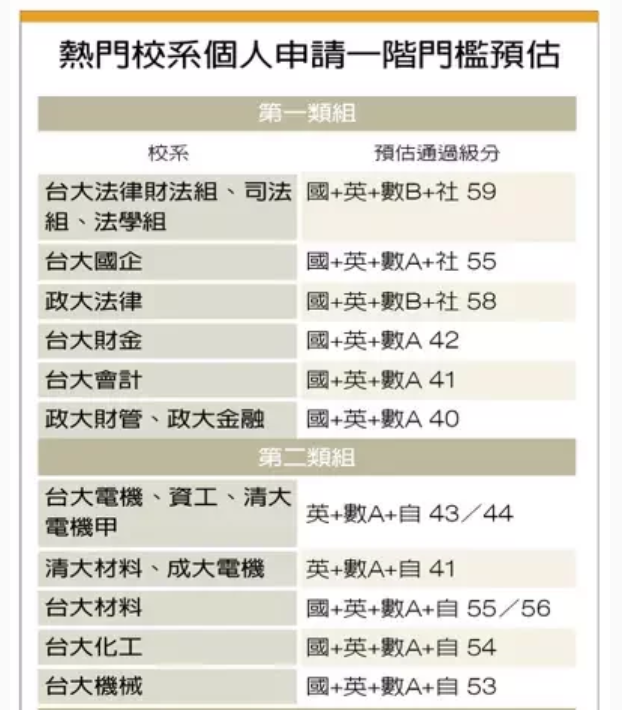 熱門校系個人申請一階門檻預估
第一類組
校系 預估通過級分
台大法律財法組、司法 國+英+數B+社 59
組、法學組
台大國企 國+英+數A+社 55
政大法律 國+英+數B+社 58
台大財金 國+英+數A 42
台大會計 國+英+數A 41
政大財管、政大金融 國+英+數A 40
第二類組
台大電機、資工、清大 英+數A+自 43／44
電機甲
清大材料、成大電機 英+數A+自 41
台大材料 國+英+數A+自 55／56
台大化工 國+英+數A+自 54
台大機械 國+英+數A+自 53